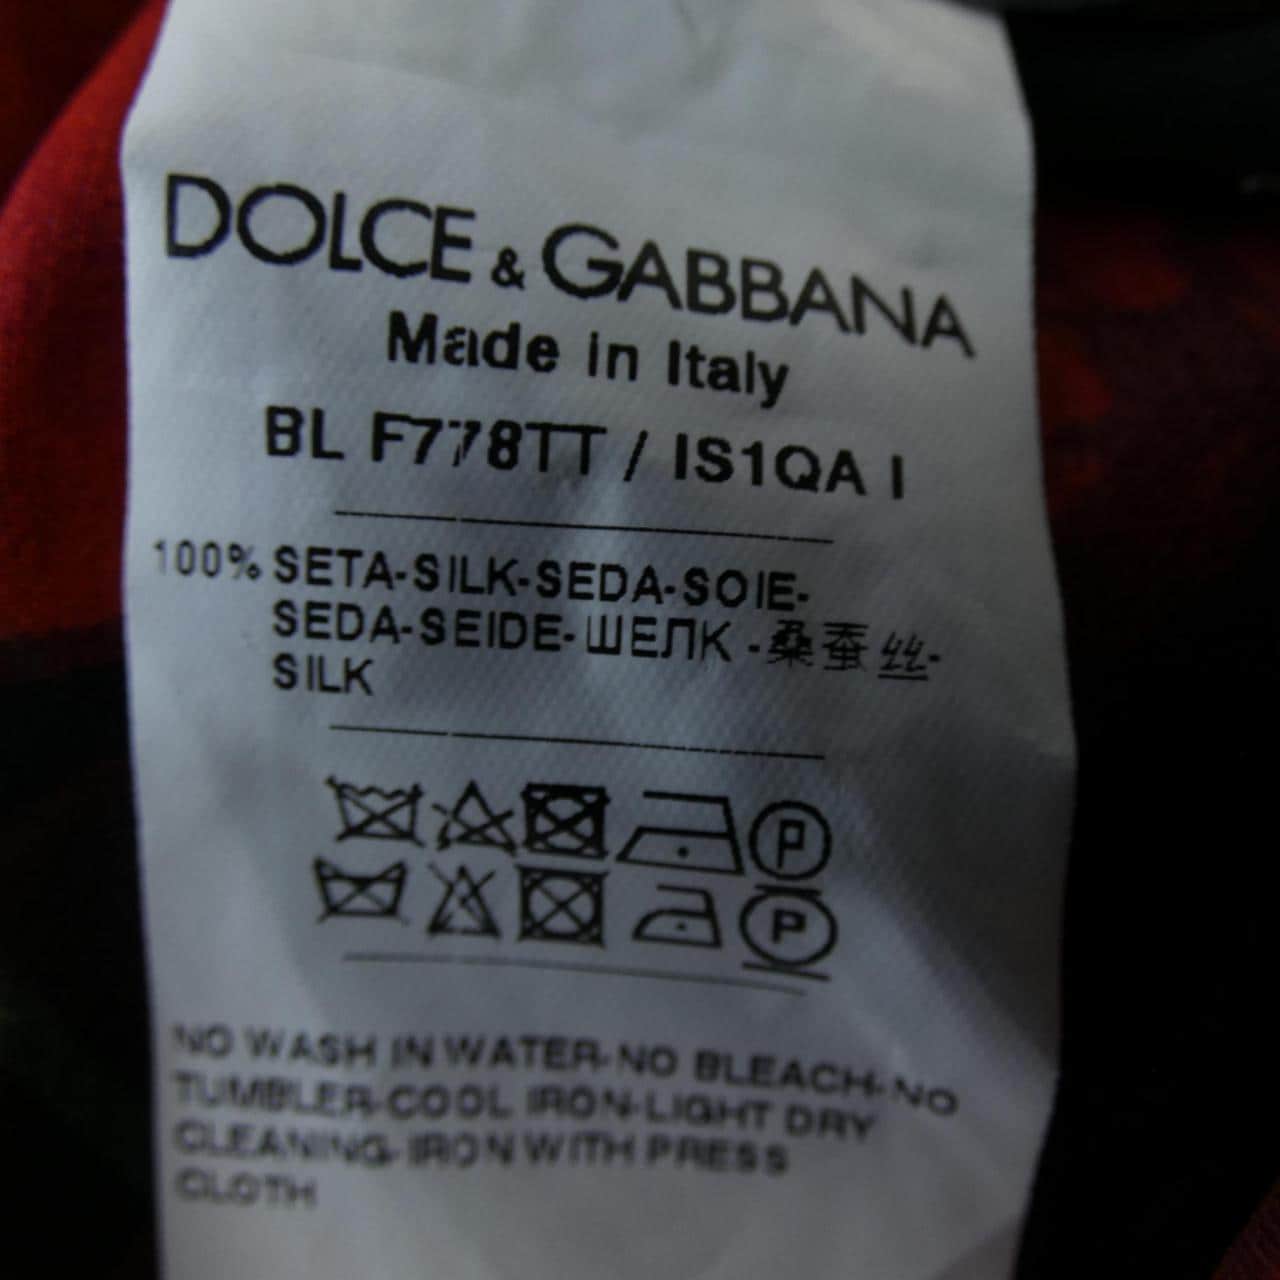 DOLCE & GABBANA
Made in Italy
BL F778TT / IS1QA I
100% SETA-SILK-SEDA-SOIE-
SEDA-SEIDE-ШЕЛК -桑蚕丝-
SILK
P
P
NO WASH IN WATER-NO BLEACH-NO
TUMBLER-COOL IRON-LIGHT DRY
CLEANING-IRON WITH PRESS
CLOTH